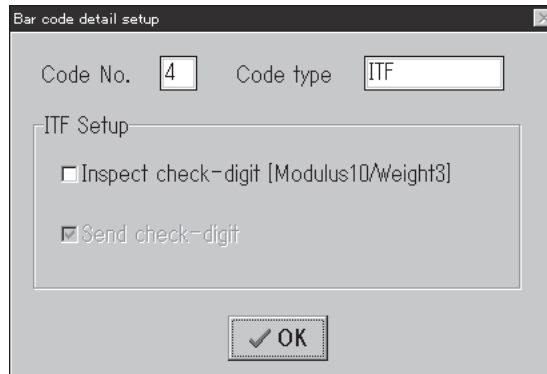 Bar code detail setup
Code No. 4 Code type ITF
ITF Setup
Inspect check-digit [Modulus10/Weight3]
Send check-digit
OK